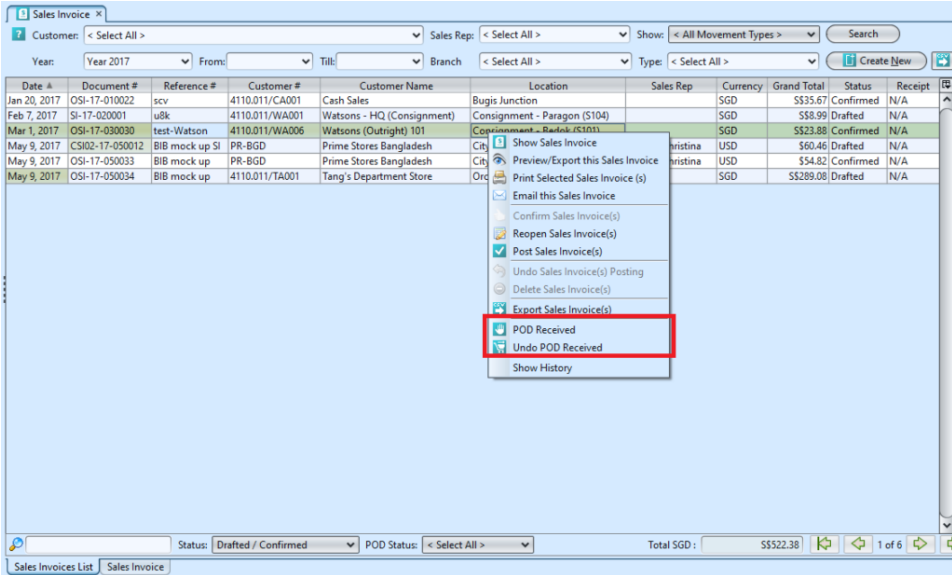 Sales Invoice
Customer: < Select All > Sales Rep: < Select All > Show: < All Movement Types > Search
Year: Year 2017 From: Till: Branch < Select All > Type: < Select All > Create New
Date Document # Reference # Customer # Customer Name Location Sales Rep Currency Grand Total Status Receipt
Jan 20, 2017 OSI-17-010022 scv 4110.011/CA001 Cash Sales Bugis Junction SGD S$35.67 Confirmed N/A
Feb 7, 2017 SI-17-020001 u8k 4110.011/WA001 Watsons - HQ (Consignment) Consignment - Paragon (S104) SGD S$8.99 Drafted N/A
Mar 1, 2017 OSI-17-030030 test-Watson 4110.011/WA006 Watsons (Outright) 101 Consignment - Bedok (S101) SGD S$23.88 Confirmed N/A
May 9, 2017 CSI02-17-050012 BIB mock up SI PR-BGD Prime Stores Bangladesh City hristina USD $60.46 Drafted N/A
May 9, 2017 OSI-17-050033 BIB mock up PR-BGD Prime Stores Bangladesh City hristina USD $54.82 Confirmed N/A
May 9, 2017 OSI-17-050034 BIB mock up 4110.011/TA001 Tang's Department Store Orc SGD S$289.08 Drafted N/A
Show Sales Invoice
Preview/Export this Sales Invoice
Print Selected Sales Invoice (s)
Email this Sales Invoice
Confirm Sales Invoice(s)
Reopen Sales Invoice(s)
Post Sales Invoice(s)
Undo Sales Invoice(s) Posting
Delete Sales Invoice(s)
Export Sales Invoice(s)
POD Received
Undo POD Received
Show History
Status: Drafted / Confirmed POD Status: < Select All > Total SGD : S$522.38 1 of 6
Sales Invoices List Sales Invoice